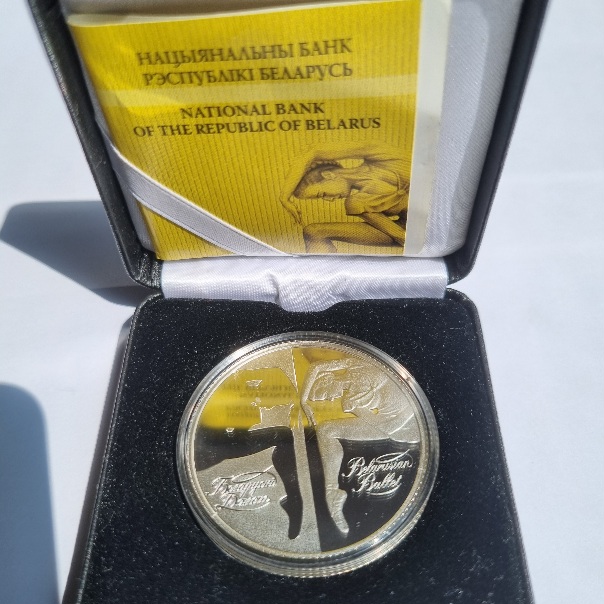 НАЦЫЯНАЛЬНЫ БАНК
РЭСПУБЛІКІ БЕЛАРУСЬ
NATIONAL BANK
OF THE REPUBLIC OF BELARUS
Беларускі
Балет
Belarusian
Ballet